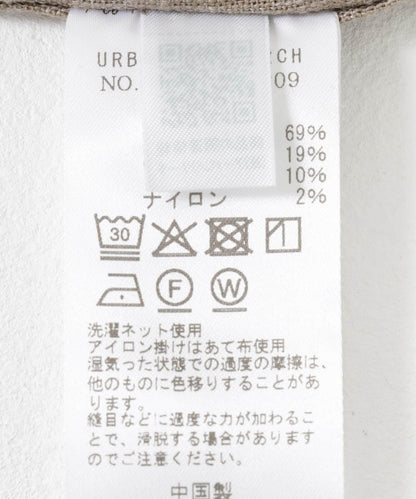 URB CH
NO. 09
69%
19%
10%
ナイロン 2%
30
F W
洗濯ネット使用
アイロン掛けはあて布使用
湿気った状態での過度の摩擦は、
他のものに色移りすることがあ
ります。
縫目などに過度な力が加わるこ
とで、滑脱する場合があります
のでご注意ください。
中国製